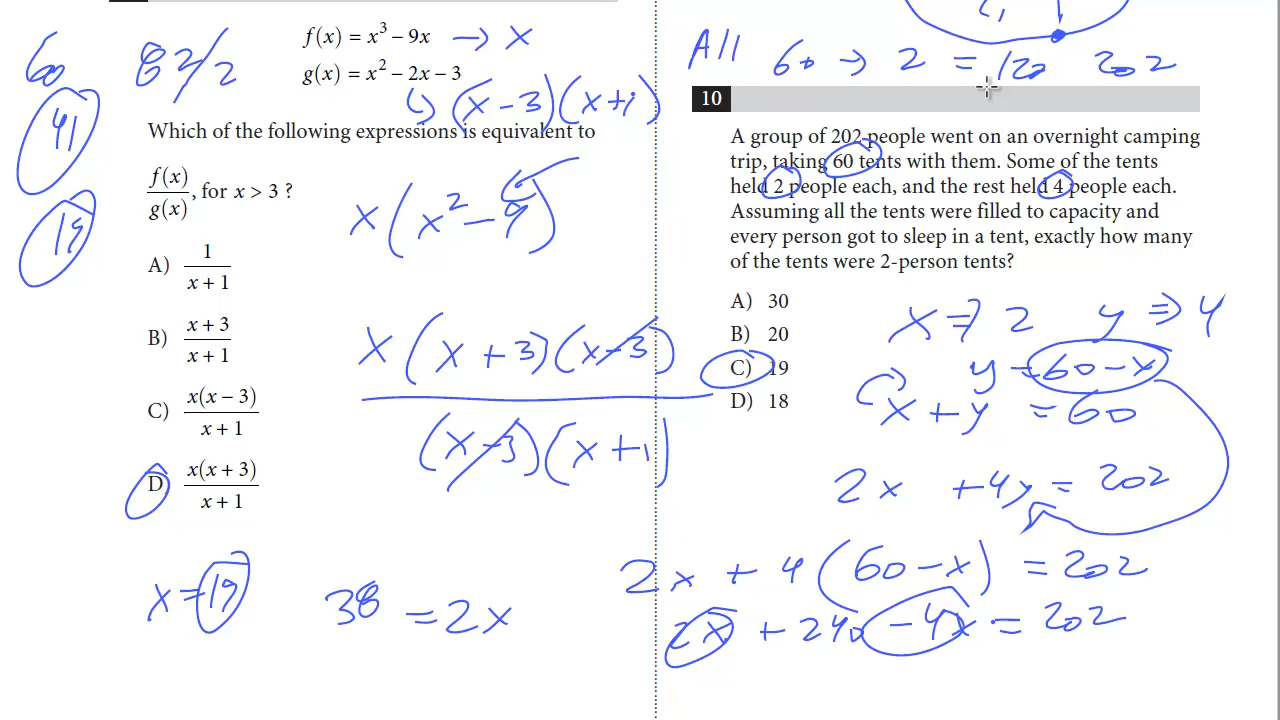 60 82/2
41
19
f(x) = x³ − 9x → x
g(x) = x² − 2x − 3
(x − 3)(x + 1)
Which of the following expressions is equivalent to
f(x)/g(x), for x > 3 ?
x(x² − 9)
A) 1/(x + 1)
B) (x + 3)/(x + 1)
C) x(x − 3)/(x + 1)
D) x(x + 3)/(x + 1)
x(x + 3)(x − 3)
(x − 3)(x + 1)
x = 19 38 = 2x
All 60 → 2 = 120 202
10
A group of 202 people went on an overnight camping
trip, taking 60 tents with them. Some of the tents
held 2 people each, and the rest held 4 people each.
Assuming all the tents were filled to capacity and
every person got to sleep in a tent, exactly how many
of the tents were 2-person tents?
A) 30
B) 20
C) 19
D) 18
x ⇒ 2 y ⇒ 4
y = 60 − x
x + y = 60
2x + 4y = 202
2x + 4(60 − x) = 202
2x + 240 − 4x = 202